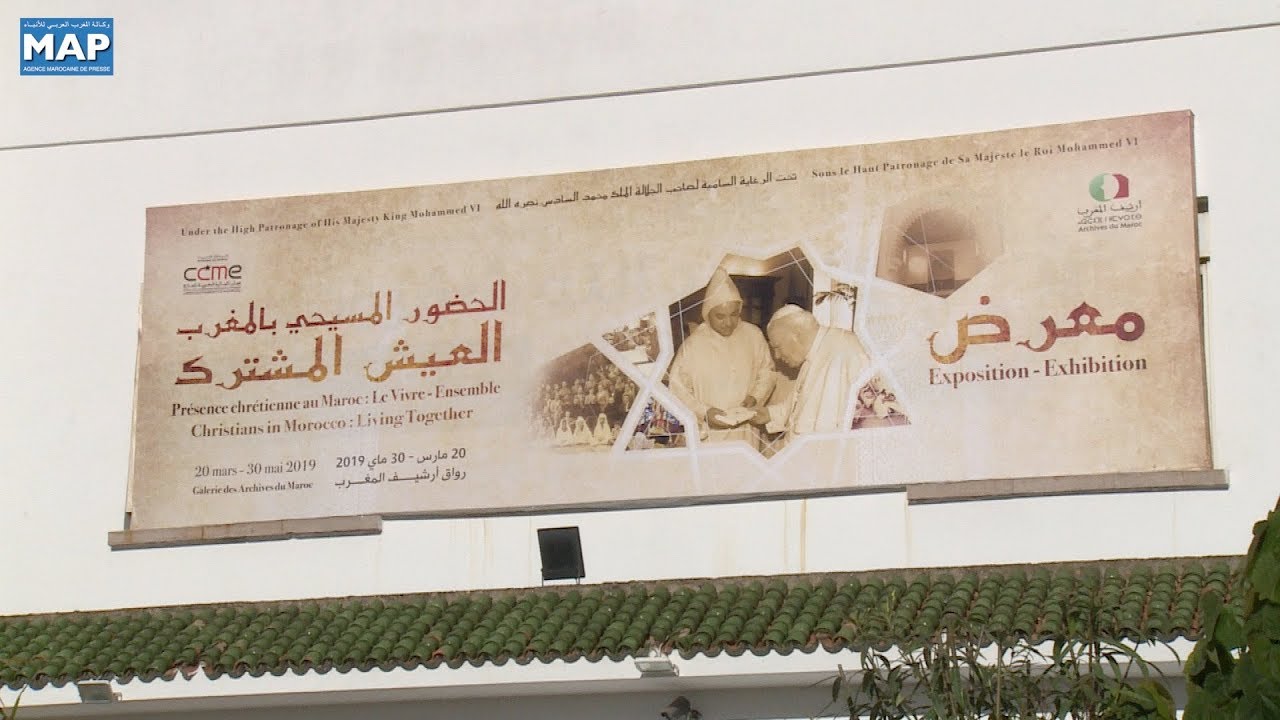 وكالة المغرب العربي للأنباء
MAP
AGENCE MAROCAINE DE PRESSE
Under the High Patronage of His Majesty King Mohammed VI
تحت الرعاية السامية لصاحب الجلالة الملك محمد السادس نصره الله
Sous le Haut Patronage de Sa Majesté le Roi Mohammed VI
ccme
أرشيف المغرب
Archives du Maroc
الحضور المسيحي بالمغرب
العيش المشترك
Présence chrétienne au Maroc : Le Vivre - Ensemble
Christians in Morocco : Living Together
20 mars - 30 mai 2019
Galerie des Archives du Maroc
20 مارس - 30 ماي 2019
رواق أرشيف المغرب
معرض
Exposition - Exhibition